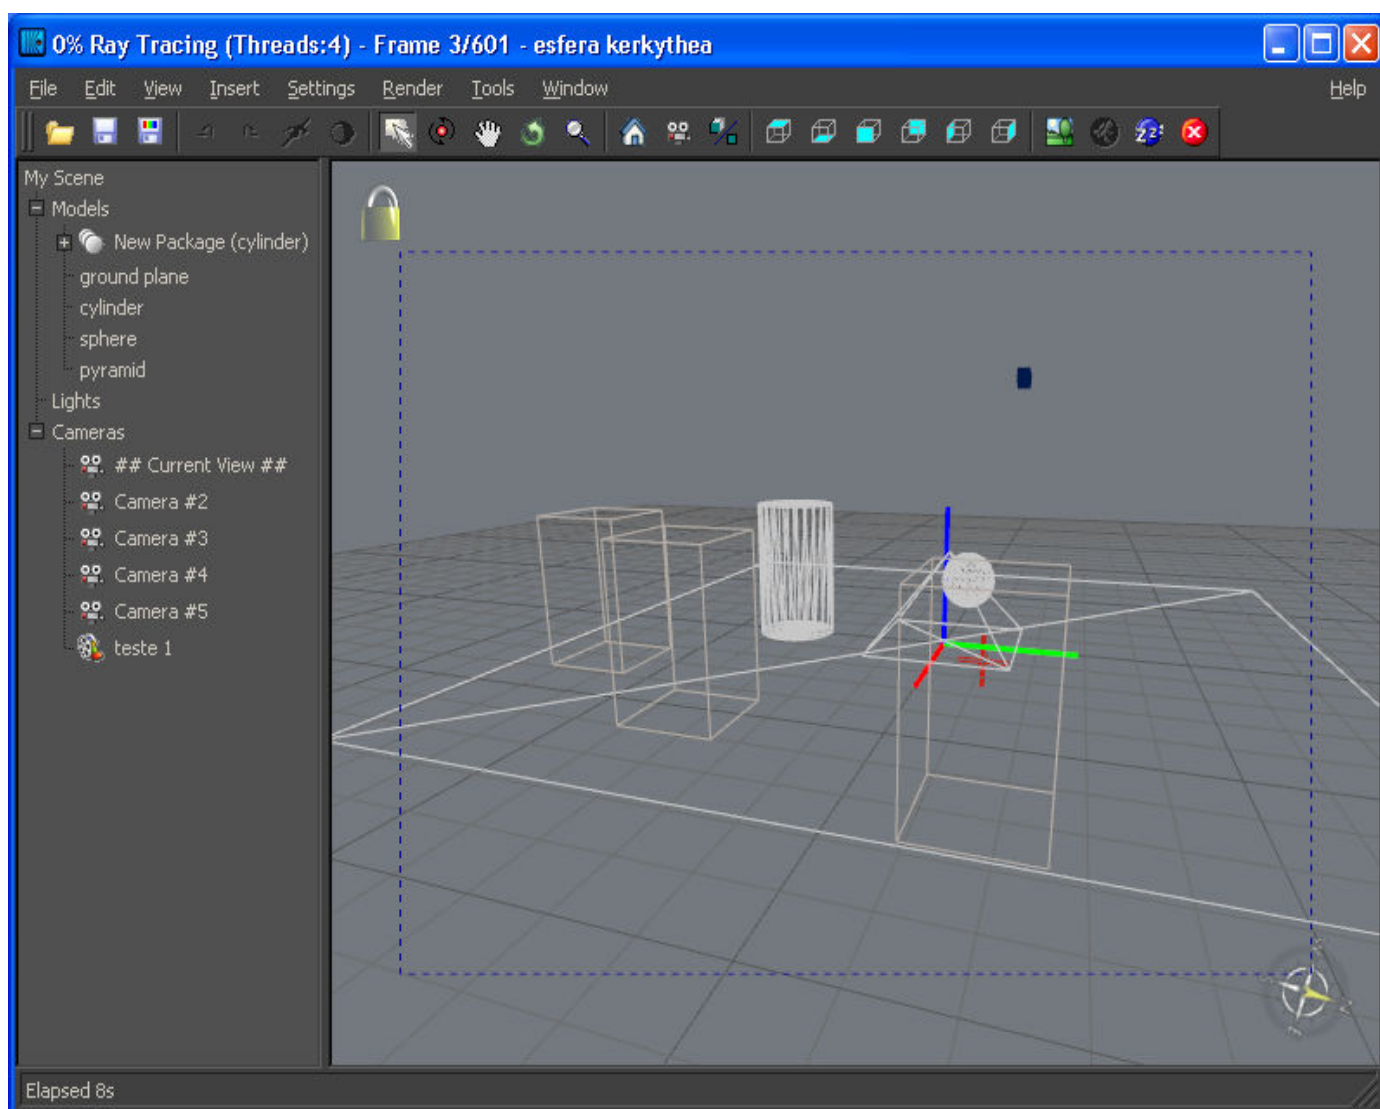 0% Ray Tracing (Threads:4) - Frame 3/601 - esfera kerkythea
File Edit View Insert Settings Render Tools Window Help
My Scene
Models
New Package (cylinder)
ground plane
cylinder
sphere
pyramid
Lights
Cameras
## Current View ##
Camera #2
Camera #3
Camera #4
Camera #5
teste 1
Elapsed 8s